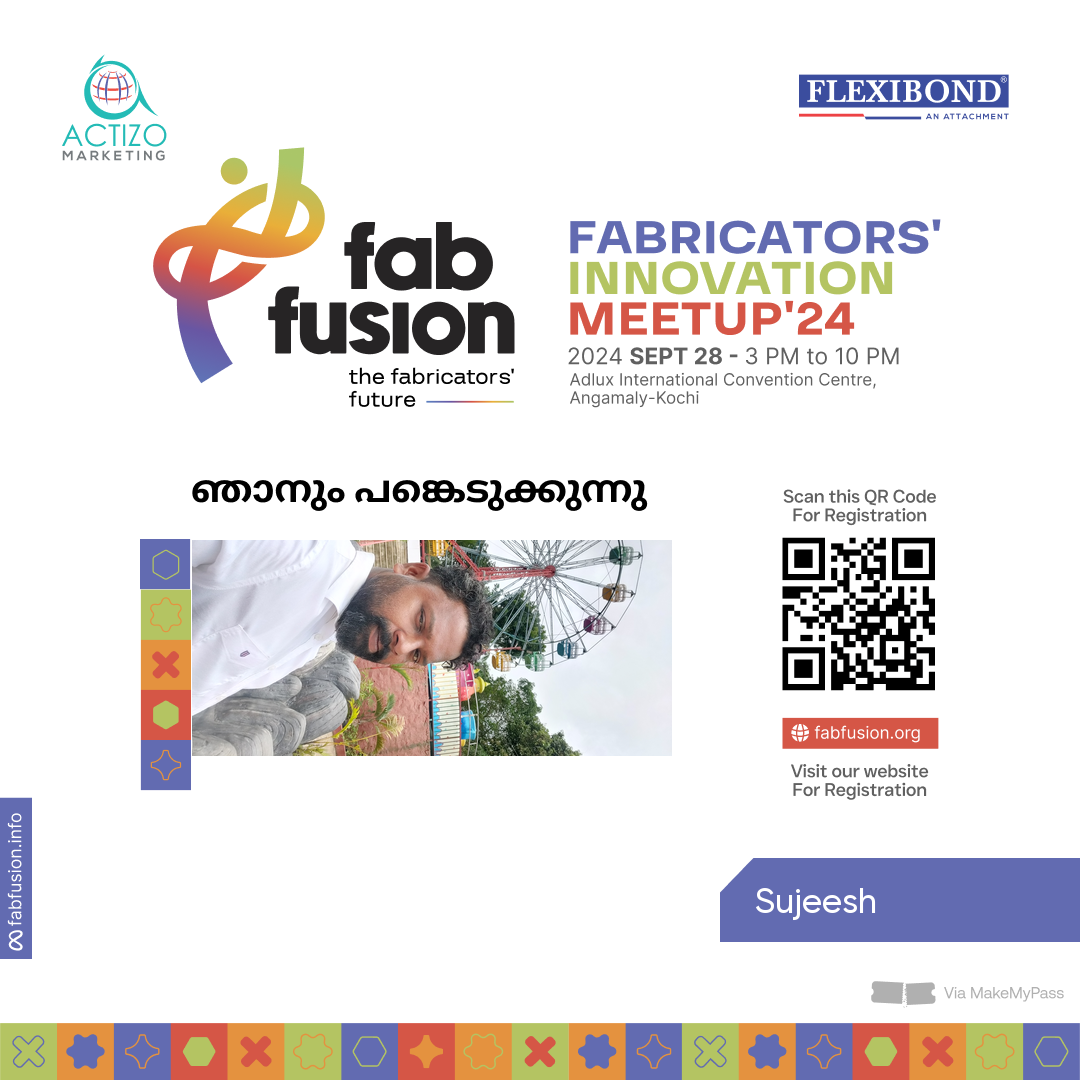 ACTIZO
MARKETING
FLEXIBOND®
AN ATTACHMENT
fab
fusion
the fabricators'
future
FABRICATORS'
INNOVATION
MEETUP'24
2024 SEPT 28 - 3 PM to 10 PM
Adlux International Convention Centre,
Angamaly-Kochi
ഞാനും പങ്കെടുക്കുന്നു
Scan this QR Code
For Registration
fabfusion.org
Visit our website
For Registration
fabfusion.info
Sujeesh
Via MakeMyPass